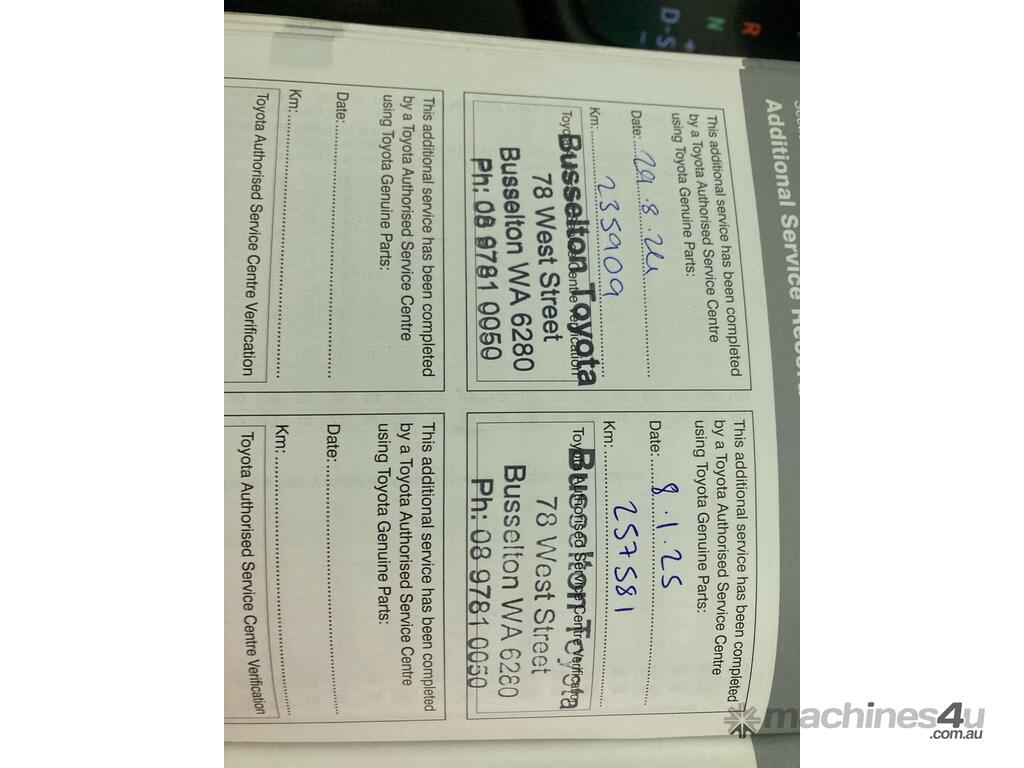 Additional Service Record
This additional service has been completed
by a Toyota Authorised Service Centre
using Toyota Genuine Parts:
Date: 29.8.24
Km: 235909
Toyota Authorised Service Centre Verification
Busselton Toyota
78 West Street
Busselton WA 6280
Ph: 08 9781 0050
This additional service has been completed
by a Toyota Authorised Service Centre
using Toyota Genuine Parts:
Date: 8.1.25
Km: 257581
Toyota Authorised Service Centre Verification
Busselton Toyota
78 West Street
Busselton WA 6280
Ph: 08 9781 0050
This additional service has been completed
by a Toyota Authorised Service Centre
using Toyota Genuine Parts:
Date:
Km:
Toyota Authorised Service Centre Verification
This additional service has been completed
by a Toyota Authorised Service Centre
using Toyota Genuine Parts:
Date:
Km:
Toyota Authorised Service Centre Verification
R
N
D-S
+
−
machines4u
.com.au